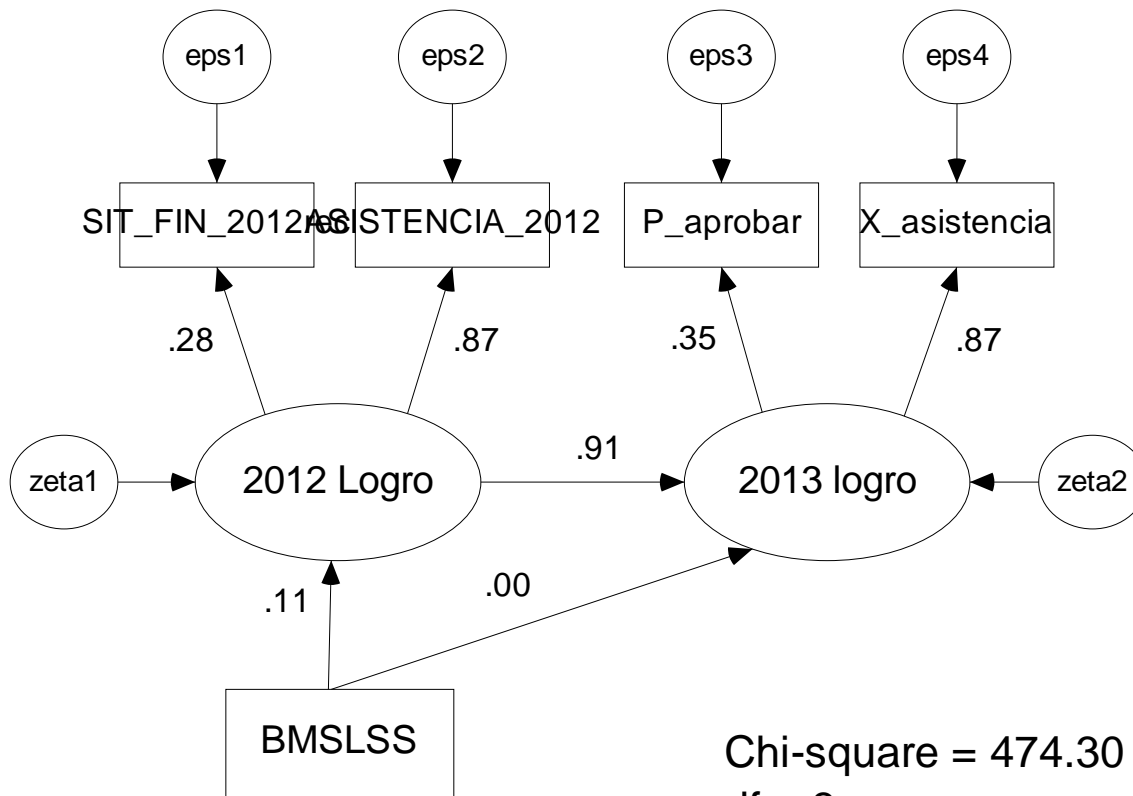 eps1
eps2
eps3
eps4
SIT_FIN_2012rec
ASISTENCIA_2012
P_aprobar
X_asistencia
.28
.87
.35
.87
zeta1
2012 Logro
.91
2013 logro
zeta2
.11
.00
BMSLSS
Chi-square = 474.30